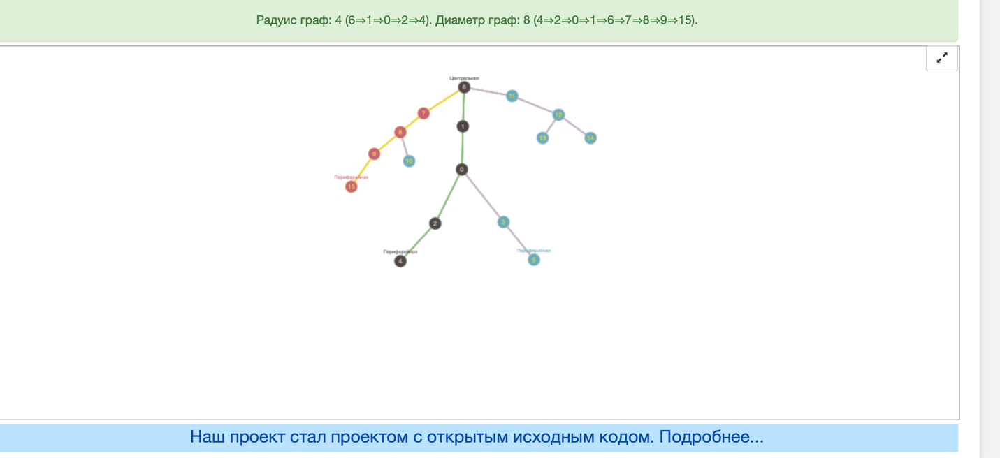 Радуис граф: 4 (6⇒1⇒0⇒2⇒4). Диаметр граф: 8 (4⇒2⇒0⇒1⇒6⇒7⇒8⇒9⇒15).
Центральная
6
11
7
12
8
1
13
14
9
10
0
Периферийная
15
2
3
Периферийная
Периферийная
4
5
Наш проект стал проектом с открытым исходным кодом. Подробнее...